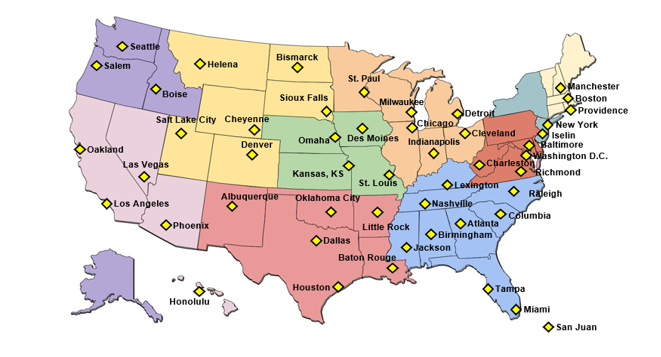 Seattle
Salem
Helena
Bismarck
St. Paul
Boise
Sioux Falls
Milwaukee
Manchester
Boston
Providence
Detroit
Salt Lake City
Cheyenne
Chicago
Cleveland
New York
Iselin
Omaha
Des Moines
Indianapolis
Baltimore
Denver
Washington D.C.
Oakland
Las Vegas
Kansas, KS
St. Louis
Charleston
Richmond
Lexington
Raleigh
Los Angeles
Albuquerque
Oklahoma City
Nashville
Columbia
Phoenix
Little Rock
Atlanta
Birmingham
Dallas
Jackson
Baton Rouge
Houston
Tampa
Honolulu
Miami
San Juan